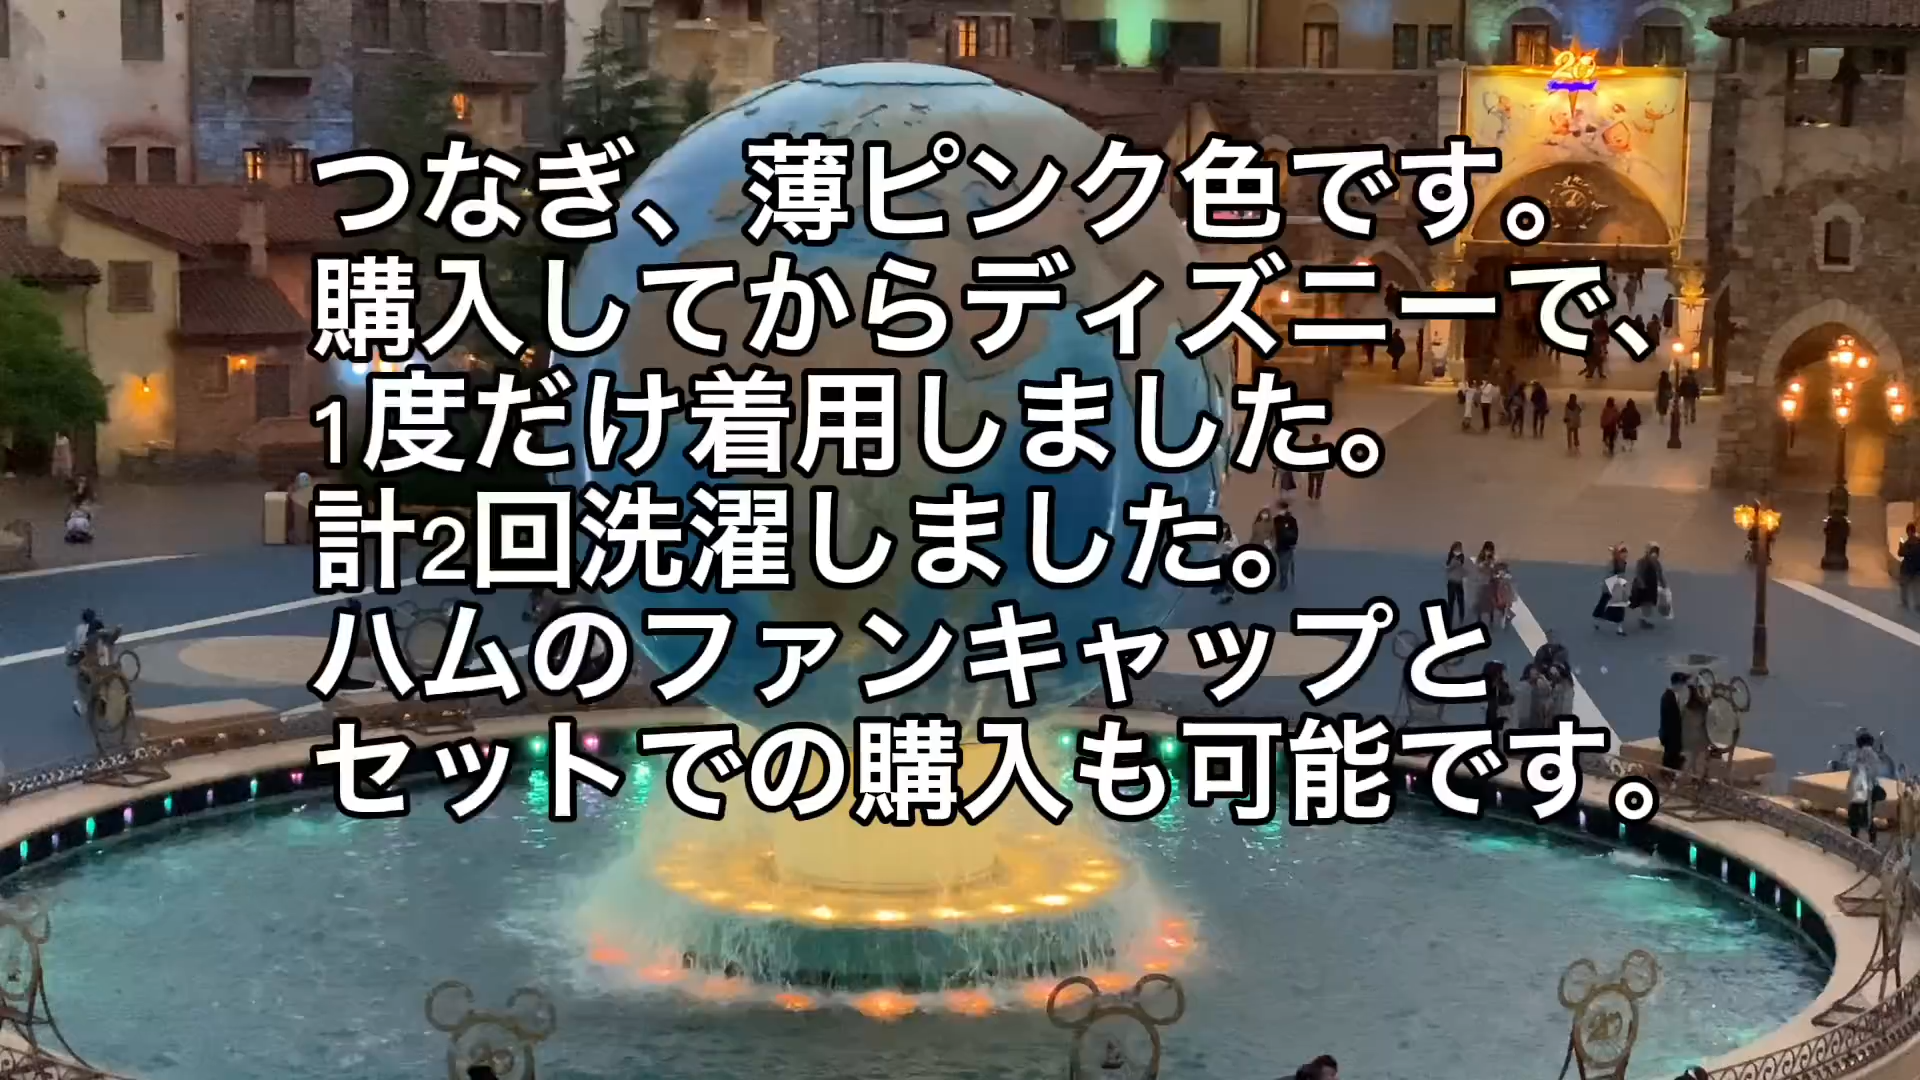 つなぎ、薄ピンク色です。
購入してからディズニーで、
1度だけ着用しました。
計2回洗濯しました。
ハムのファンキャップと
セットでの購入も可能です。
20